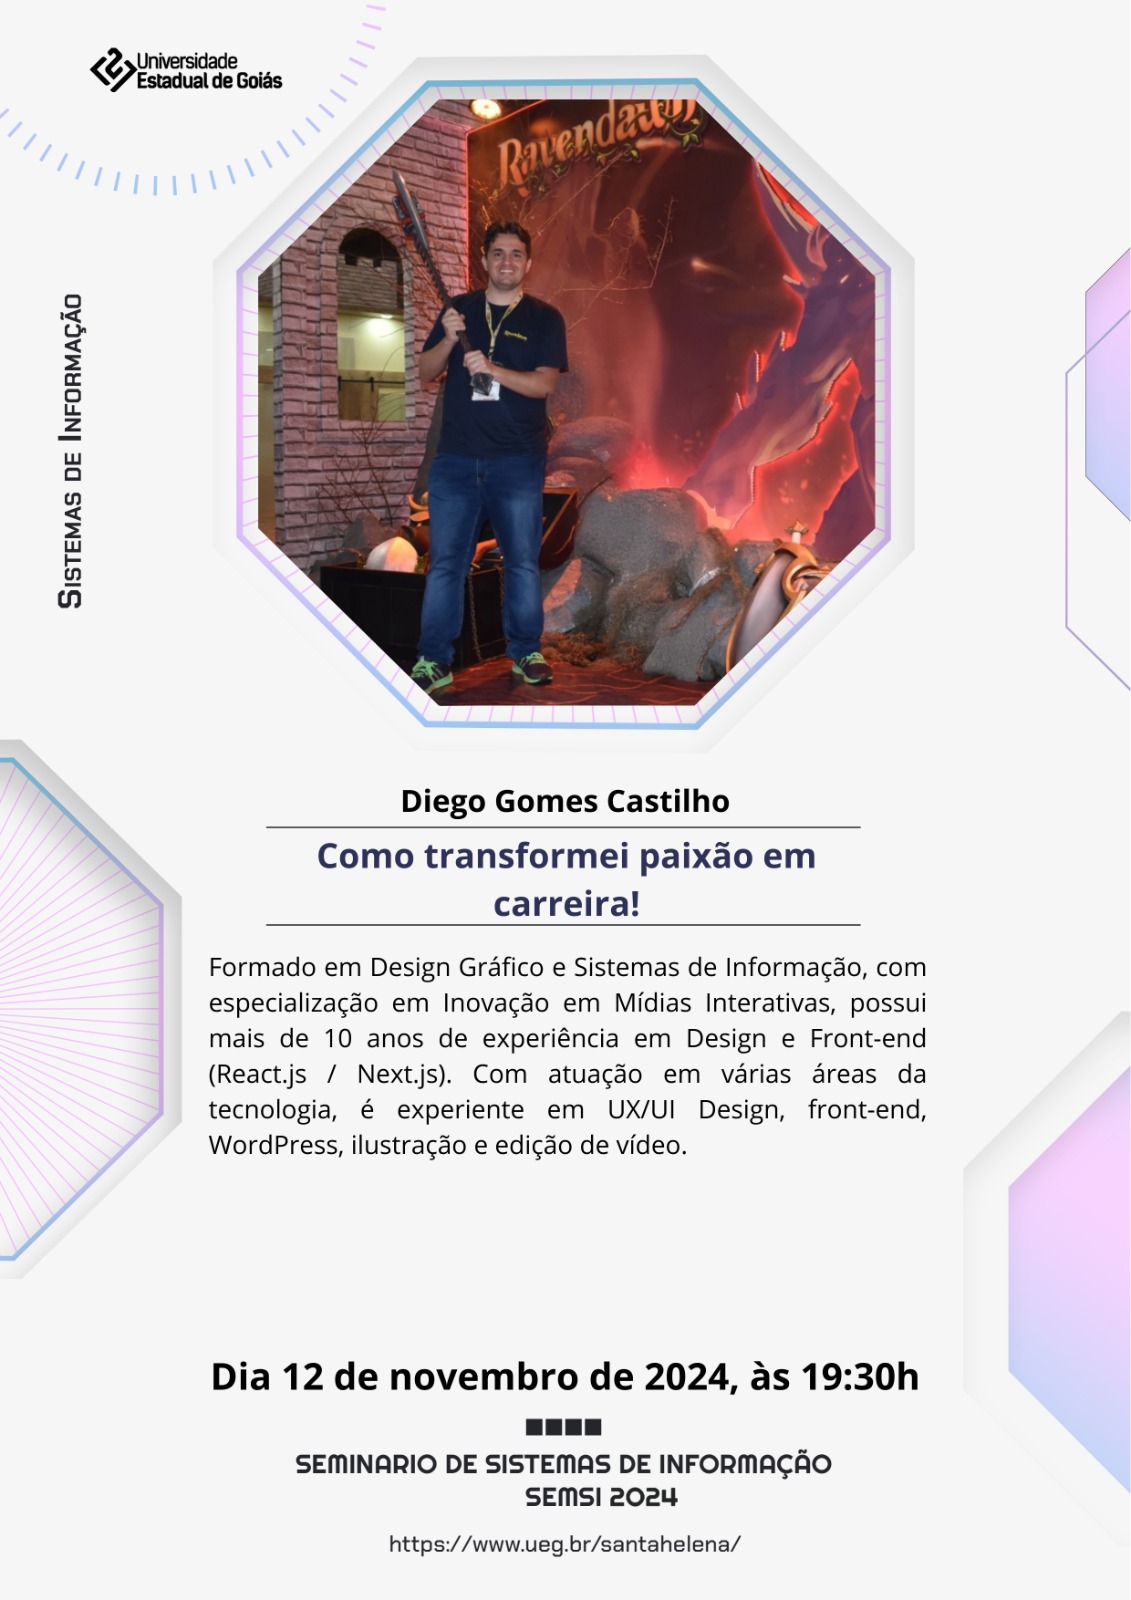 Universidade
Estadual de Goiás
Ravendawn
Sistemas de Informação
Diego Gomes Castilho
Como transformei paixão em
carreira!
Formado em Design Gráfico e Sistemas de Informação, com
especialização em Inovação em Mídias Interativas, possui
mais de 10 anos de experiência em Design e Front-end
(React.js / Next.js). Com atuação em várias áreas da
tecnologia, é experiente em UX/UI Design, front-end,
WordPress, ilustração e edição de vídeo.
Dia 12 de novembro de 2024, às 19:30h
SEMINARIO DE SISTEMAS DE INFORMAÇÃO
SEMSI 2024
https://www.ueg.br/santahelena/